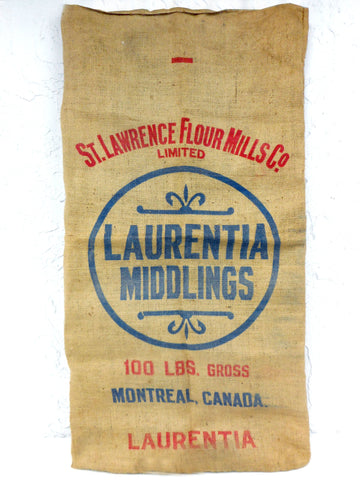 ST. LAWRENCE FLOUR MILLS CO.
LIMITED
LAURENTIA
MIDDLINGS
100 LBS. GROSS
MONTREAL, CANADA.
LAURENTIA